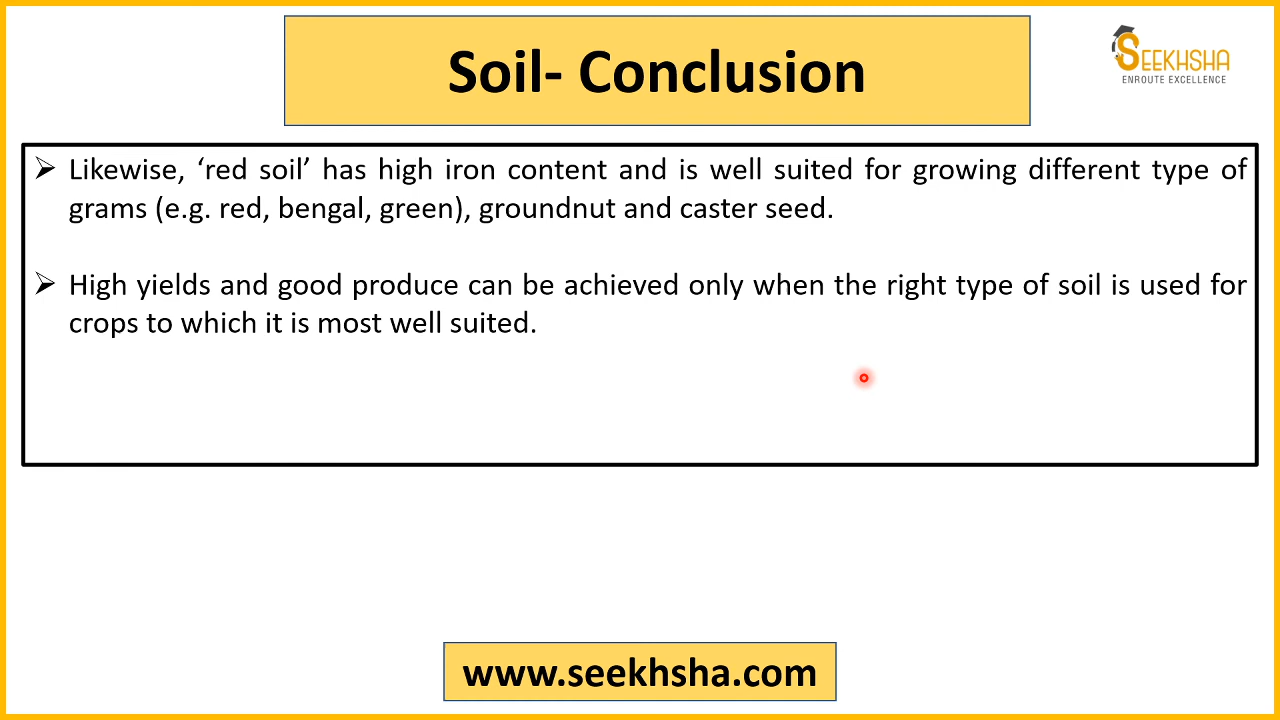 Soil- Conclusion
SEEKHSHA
ENROUTE EXCELLENCE
➢ Likewise, ‘red soil’ has high iron content and is well suited for growing different type of
grams (e.g. red, bengal, green), groundnut and caster seed.
➢ High yields and good produce can be achieved only when the right type of soil is used for
crops to which it is most well suited.
www.seekhsha.com